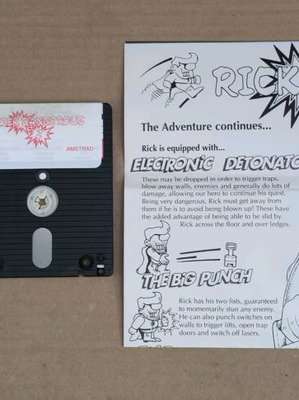 DANGEROUS
AMSTRAD
RICK
The Adventure continues...
Rick is equipped with...
ELECTRONIC DETONATO
These may be dropped in order to trigger traps,
blow away walls, enemies and generally do lots of
damage, allowing our hero to continue his quest.
Being very dangerous, Rick must get away from
them if he is to avoid being blown up! These have
the added advantage of being able to be slid by
Rick across the floor and over ledges.
THE BIG PUNCH
Rick has his two fists, guaranteed
to momentarily stun any enemy.
He can also punch switches on
walls to trigger lifts, open trap
doors and switch off lasers.